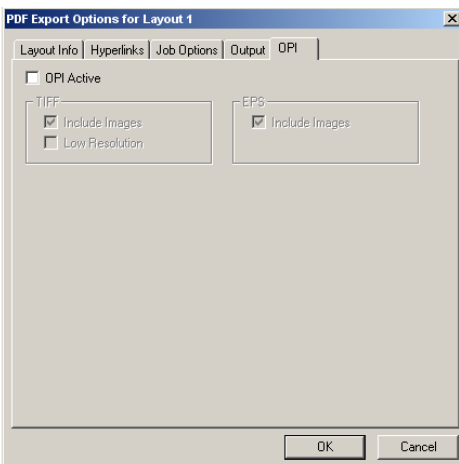 PDF Export Options for Layout 1
Layout Info Hyperlinks Job Options Output OPI
OPI Active
TIFF EPS
Include Images Include Images
Low Resolution
OK Cancel